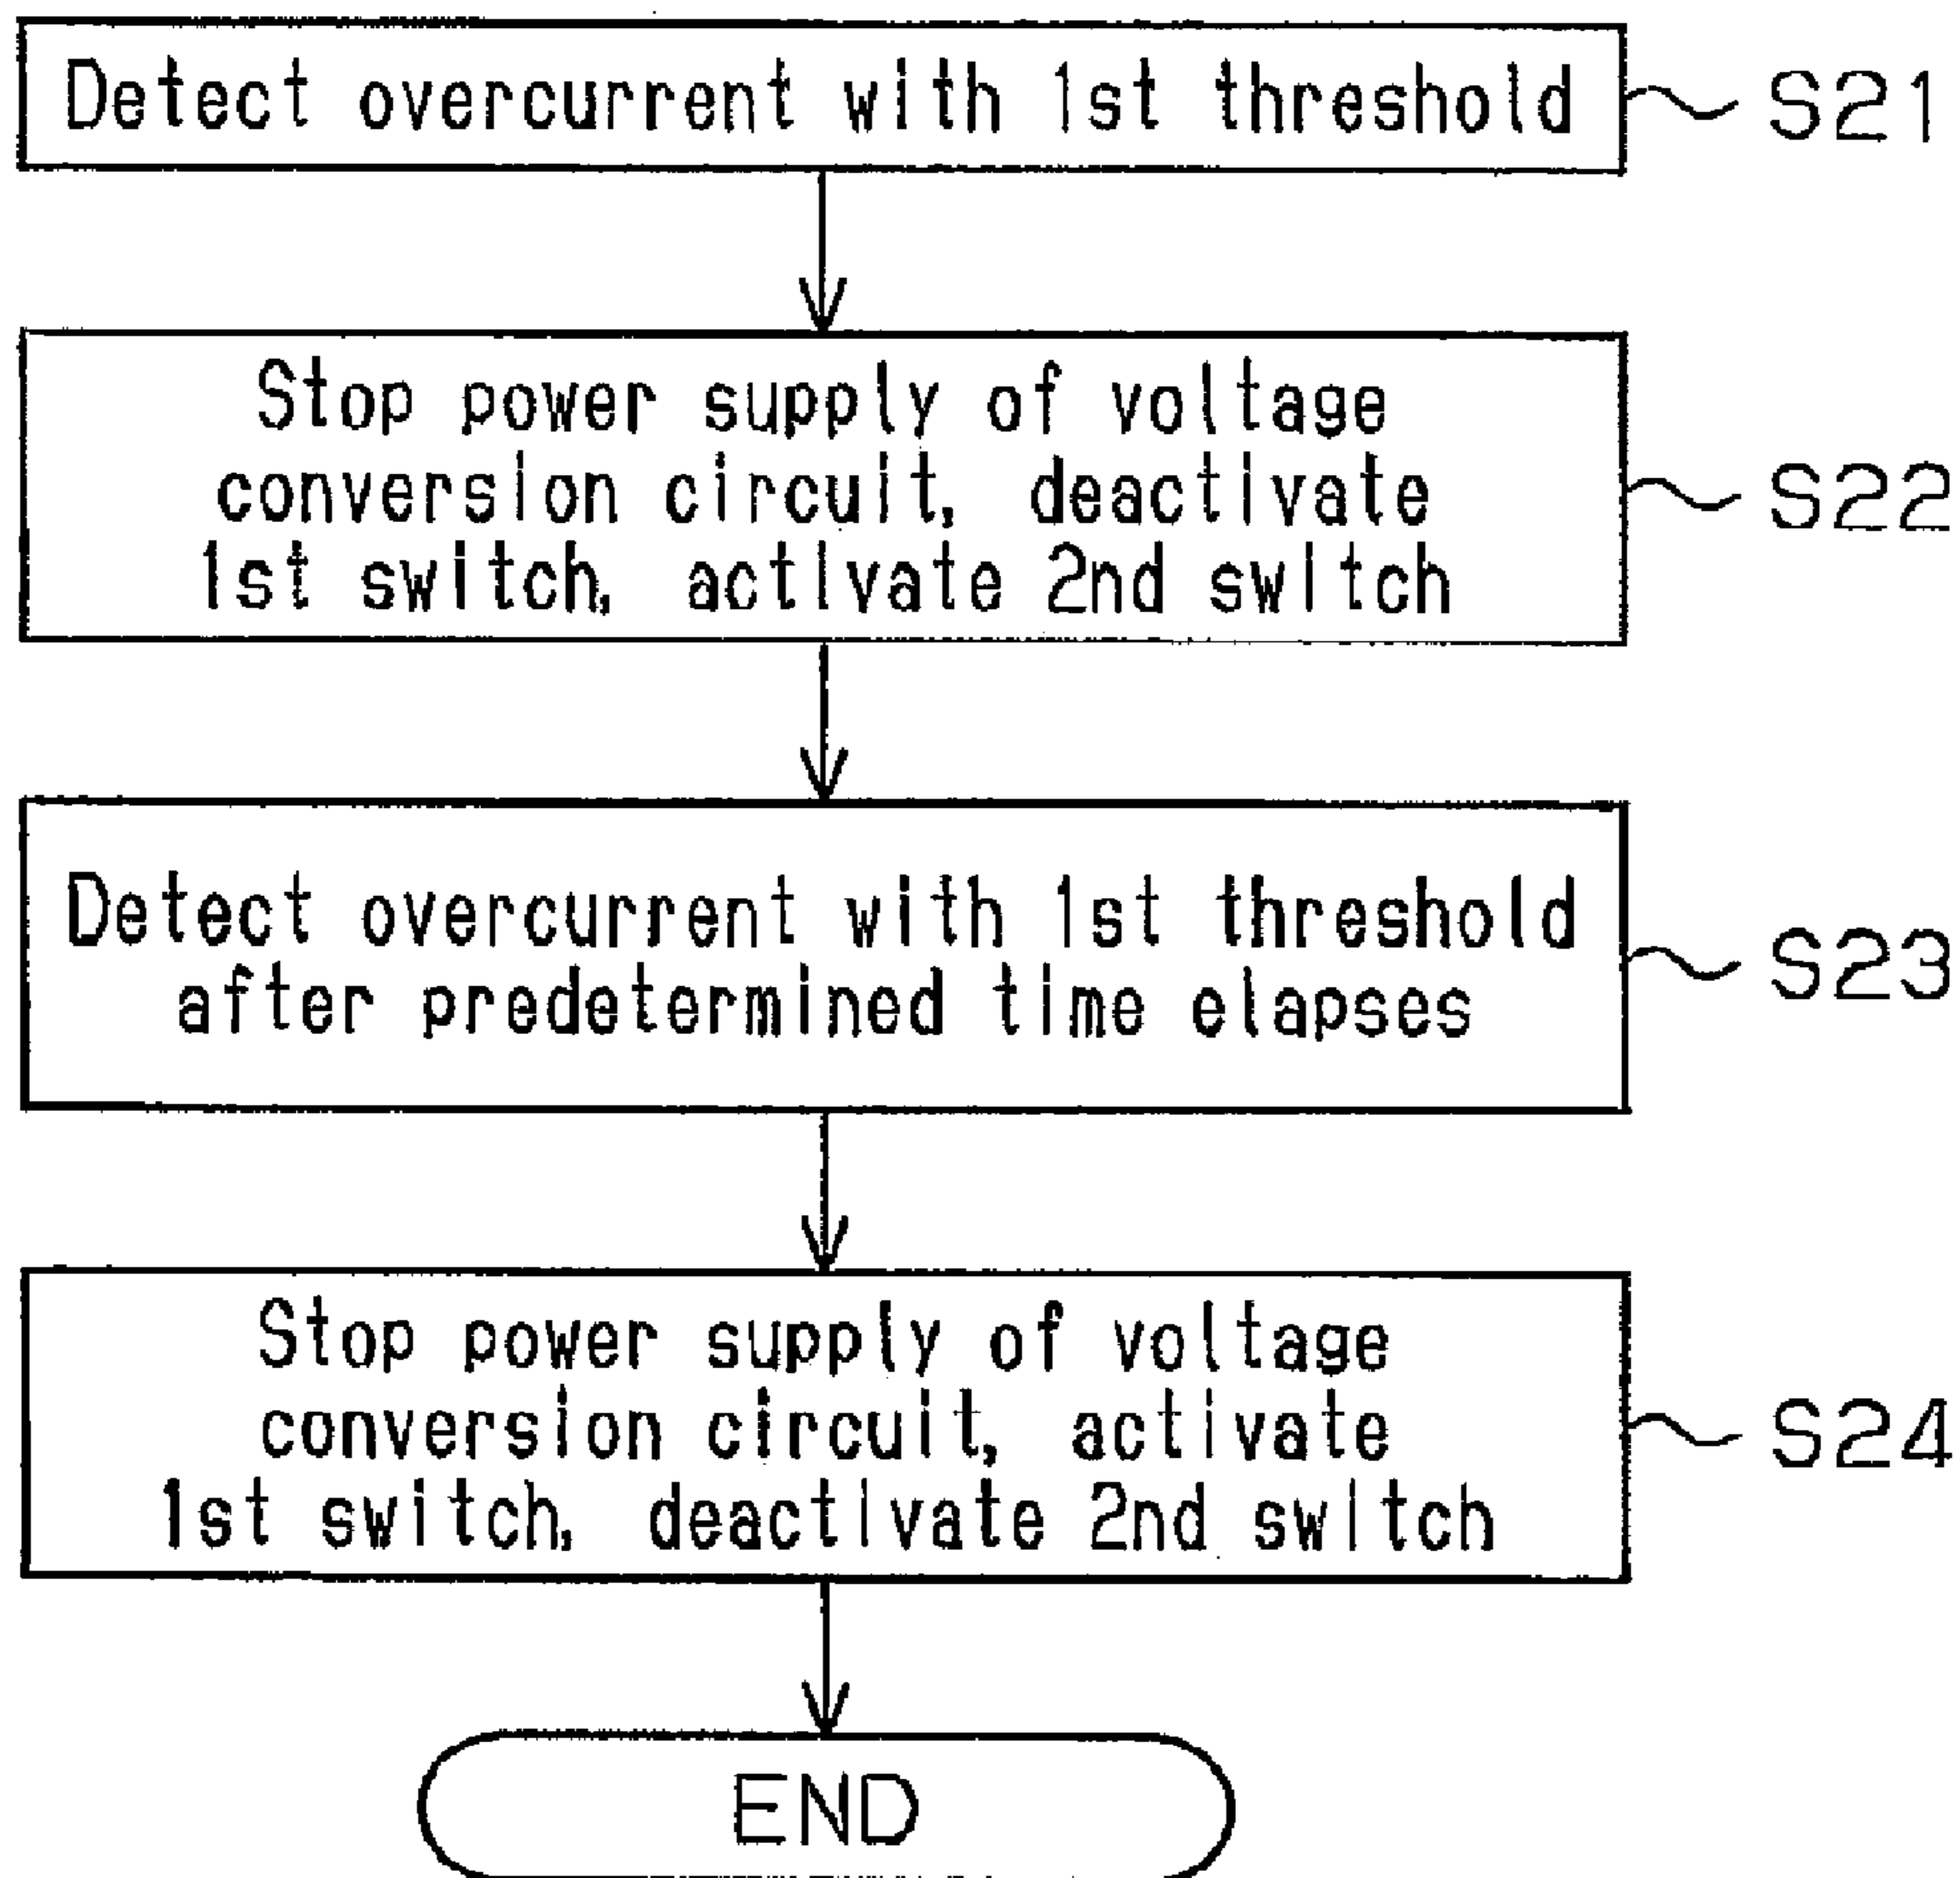 Detect overcurrent with 1st threshold
S21
Stop power supply of voltage
conversion circuit, deactivate
1st switch, activate 2nd switch
S22
Detect overcurrent with 1st threshold
after predetermined time elapses
S23
Stop power supply of voltage
conversion circuit, activate
1st switch, deactivate 2nd switch
S24
END